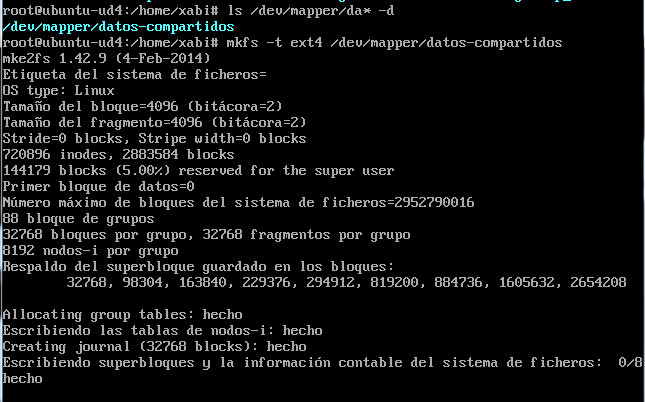 root@ubuntu-ud4:/home/xabi# ls /dev/mapper/da* -d
/dev/mapper/datos-compartidos
root@ubuntu-ud4:/home/xabi# mkfs -t ext4 /dev/mapper/datos-compartidos
mke2fs 1.42.9 (4-Feb-2014)
Etiqueta del sistema de ficheros=
OS type: Linux
Tamaño del bloque=4096 (bitácora=2)
Tamaño del fragmento=4096 (bitácora=2)
Stride=0 blocks, Stripe width=0 blocks
720896 inodes, 2883584 blocks
144179 blocks (5.00%) reserved for the super user
Primer bloque de datos=0
Número máximo de bloques del sistema de ficheros=2952790016
88 bloque de grupos
32768 bloques por grupo, 32768 fragmentos por grupo
8192 nodos-i por grupo
Respaldo del superbloque guardado en los bloques:
32768, 98304, 163840, 229376, 294912, 819200, 884736, 1605632, 2654208
Allocating group tables: hecho
Escribiendo las tablas de nodos-i: hecho
Creating journal (32768 blocks): hecho
Escribiendo superbloques y la información contable del sistema de ficheros:  0/8
hecho